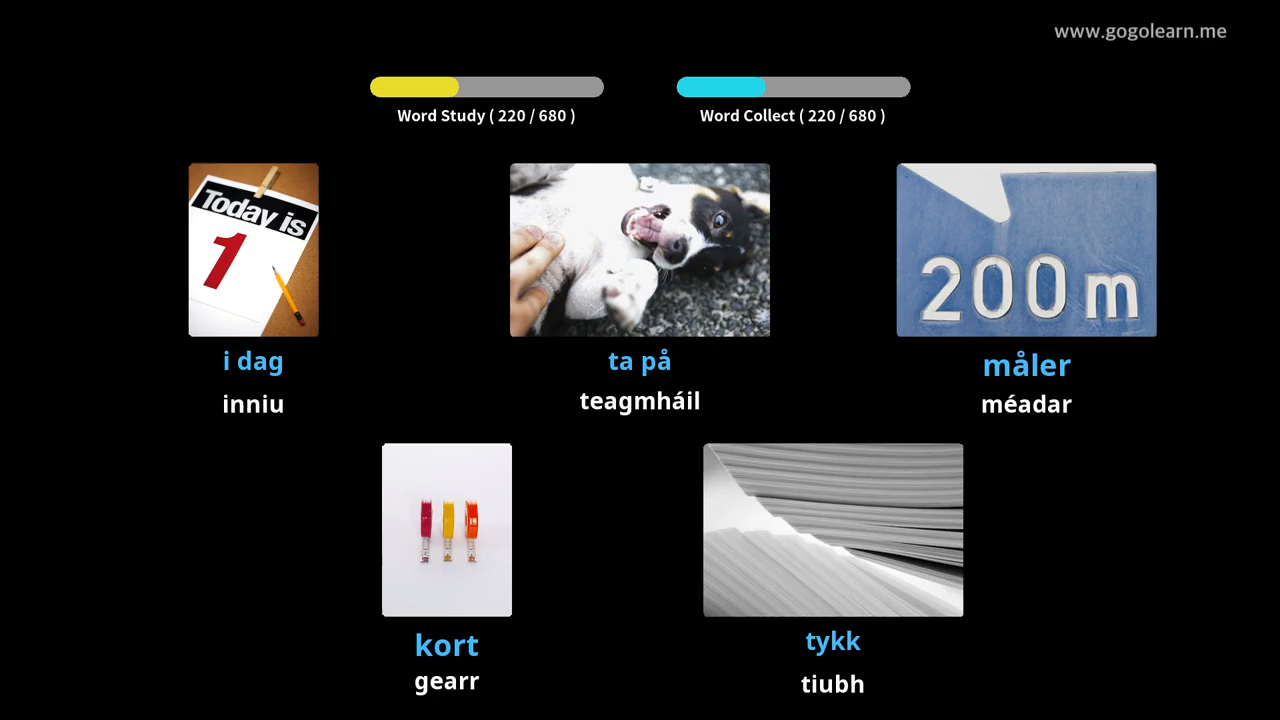 www.gogolearn.me
Word Study ( 220 / 680 )
Word Collect ( 220 / 680 )
Today is
1
200 m
i dag
inniu
ta på
teagmháil
måler
méadar
kort
gearr
tykk
tiubh